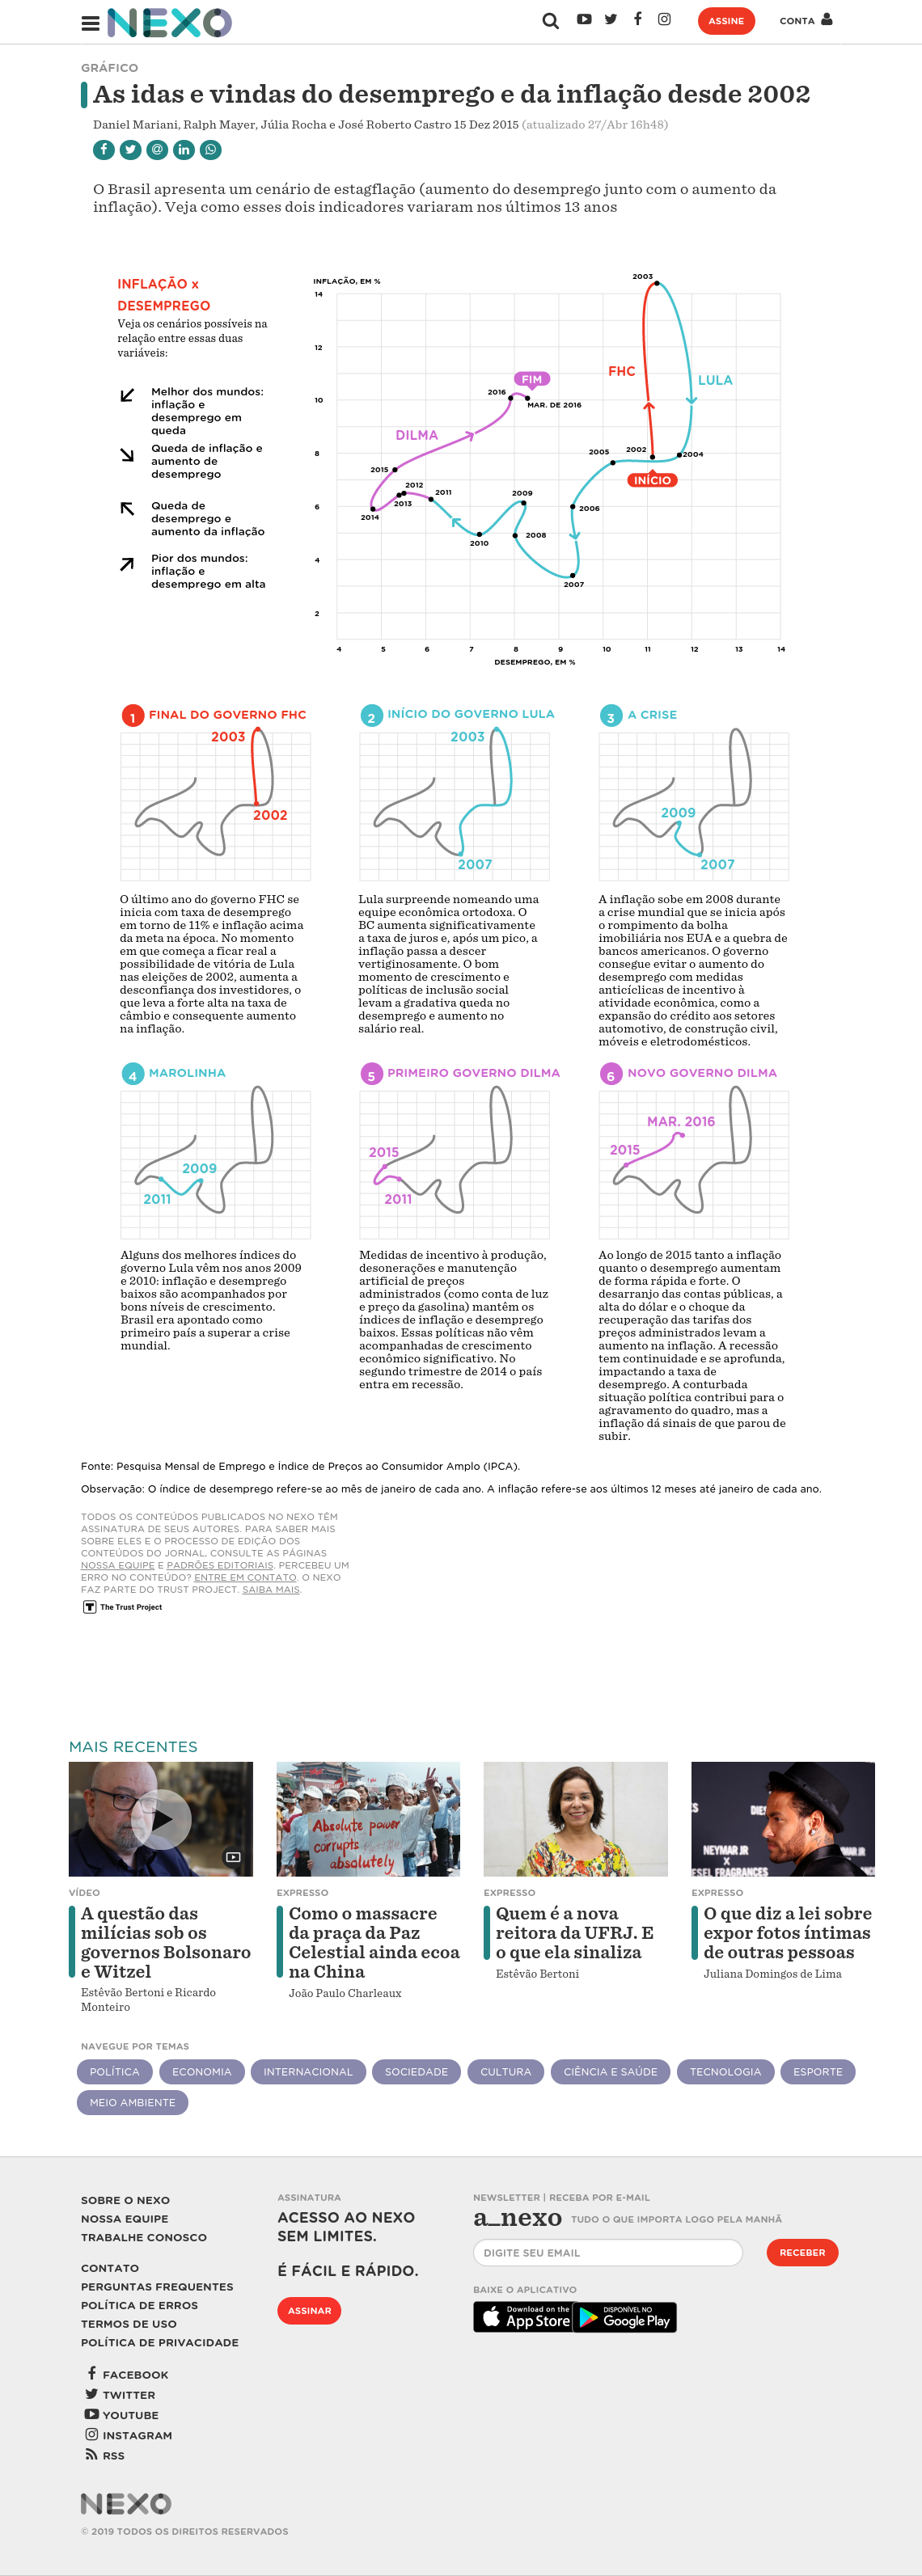 NEXO
ASSINE
CONTA
GRÁFICO
As idas e vindas do desemprego e da inflação desde 2002
Daniel Mariani, Ralph Mayer, Júlia Rocha e José Roberto Castro 15 Dez 2015 (atualizado 27/Abr 16h48)
O Brasil apresenta um cenário de estagflação (aumento do desemprego junto com o aumento da
inflação). Veja como esses dois indicadores variaram nos últimos 13 anos
INFLAÇÃO x
DESEMPREGO
Veja os cenários possíveis na
relação entre essas duas
variáveis:
Melhor dos mundos:
inflação e
desemprego em
queda
Queda de inflação e
aumento de
desemprego
Queda de
desemprego e
aumento da inflação
Pior dos mundos:
inflação e
desemprego em alta
INFLAÇÃO, EM %
14
12
10
8
6
4
2
4 5 6 7 8 9 10 11 12 13 14
DESEMPREGO, EM %
2003
FHC
LULA
FIM
2016
MAR. DE 2016
DILMA
2005
2002
2004
INÍCIO
2015
2012
2011
2013
2014
2009
2006
2010
2008
2007
1 FINAL DO GOVERNO FHC
2003
2002
O último ano do governo FHC se
inicia com taxa de desemprego
em torno de 11% e inflação acima
da meta na época. No momento
em que começa a ficar real a
possibilidade de vitória de Lula
nas eleições de 2002, aumenta a
desconfiança dos investidores, o
que leva a forte alta na taxa de
câmbio e consequente aumento
na inflação.
2 INÍCIO DO GOVERNO LULA
2003
2007
Lula surpreende nomeando uma
equipe econômica ortodoxa. O
BC aumenta significativamente
a taxa de juros e, após um pico, a
inflação passa a descer
vertiginosamente. O bom
momento de crescimento e
políticas de inclusão social
levam a gradativa queda no
desemprego e aumento no
salário real.
3 A CRISE
2009
2007
A inflação sobe em 2008 durante
a crise mundial que se inicia após
o rompimento da bolha
imobiliária nos EUA e a quebra de
bancos americanos. O governo
consegue evitar o aumento do
desemprego com medidas
anticíclicas de incentivo à
atividade econômica, como a
expansão do crédito aos setores
automotivo, de construção civil,
móveis e eletrodomésticos.
4 MAROLINHA
2009
2011
Alguns dos melhores índices do
governo Lula vêm nos anos 2009
e 2010: inflação e desemprego
baixos são acompanhados por
bons níveis de crescimento.
Brasil era apontado como
primeiro país a superar a crise
mundial.
5 PRIMEIRO GOVERNO DILMA
2015
2011
Medidas de incentivo à produção,
desonerações e manutenção
artificial de preços
administrados (como conta de luz
e preço da gasolina) mantêm os
índices de inflação e desemprego
baixos. Essas políticas não vêm
acompanhadas de crescimento
econômico significativo. No
segundo trimestre de 2014 o país
entra em recessão.
6 NOVO GOVERNO DILMA
MAR. 2016
2015
Ao longo de 2015 tanto a inflação
quanto o desemprego aumentam
de forma rápida e forte. O
desarranjo das contas públicas, a
alta do dólar e o choque da
recuperação das tarifas dos
preços administrados levam a
aumento na inflação. A recessão
tem continuidade e se aprofunda,
impactando a taxa de
desemprego. A conturbada
situação política contribui para o
agravamento do quadro, mas a
inflação dá sinais de que parou de
subir.
Fonte: Pesquisa Mensal de Emprego e Índice de Preços ao Consumidor Amplo (IPCA).
Observação: O índice de desemprego refere-se ao mês de janeiro de cada ano. A inflação refere-se aos últimos 12 meses até janeiro de cada ano.
TODOS OS CONTEÚDOS PUBLICADOS NO NEXO TÊM
ASSINATURA DE SEUS AUTORES. PARA SABER MAIS
SOBRE ELES E O PROCESSO DE EDIÇÃO DOS
CONTEÚDOS DO JORNAL, CONSULTE AS PÁGINAS
NOSSA EQUIPE E PADRÕES EDITORIAIS. PERCEBEU UM
ERRO NO CONTEÚDO? ENTRE EM CONTATO. O NEXO
FAZ PARTE DO TRUST PROJECT. SAIBA MAIS.
The Trust Project
MAIS RECENTES
Absolute power
corrupts
absolutely
DIESE
NEYMAR JR
X
ESEL FRAGRANCES
VÍDEO
A questão das
milícias sob os
governos Bolsonaro
e Witzel
Estêvão Bertoni e Ricardo
Monteiro
EXPRESSO
Como o massacre
da praça da Paz
Celestial ainda ecoa
na China
João Paulo Charleaux
EXPRESSO
Quem é a nova
reitora da UFRJ. E
o que ela sinaliza
Estêvão Bertoni
EXPRESSO
O que diz a lei sobre
expor fotos íntimas
de outras pessoas
Juliana Domingos de Lima
NAVEGUE POR TEMAS
POLÍTICA ECONOMIA INTERNACIONAL SOCIEDADE CULTURA CIÊNCIA E SAÚDE TECNOLOGIA ESPORTE
MEIO AMBIENTE
SOBRE O NEXO
NOSSA EQUIPE
TRABALHE CONOSCO
CONTATO
PERGUNTAS FREQUENTES
POLÍTICA DE ERROS
TERMOS DE USO
POLÍTICA DE PRIVACIDADE
FACEBOOK
TWITTER
YOUTUBE
INSTAGRAM
RSS
ASSINATURA
ACESSO AO NEXO
SEM LIMITES.
É FÁCIL E RÁPIDO.
ASSINAR
NEWSLETTER | RECEBA POR E-MAIL
a_nexo TUDO O QUE IMPORTA LOGO PELA MANHÃ
DIGITE SEU EMAIL
RECEBER
BAIXE O APLICATIVO
Download on the
App Store
DISPONÍVEL NO
Google Play
NEXO
© 2019 TODOS OS DIREITOS RESERVADOS